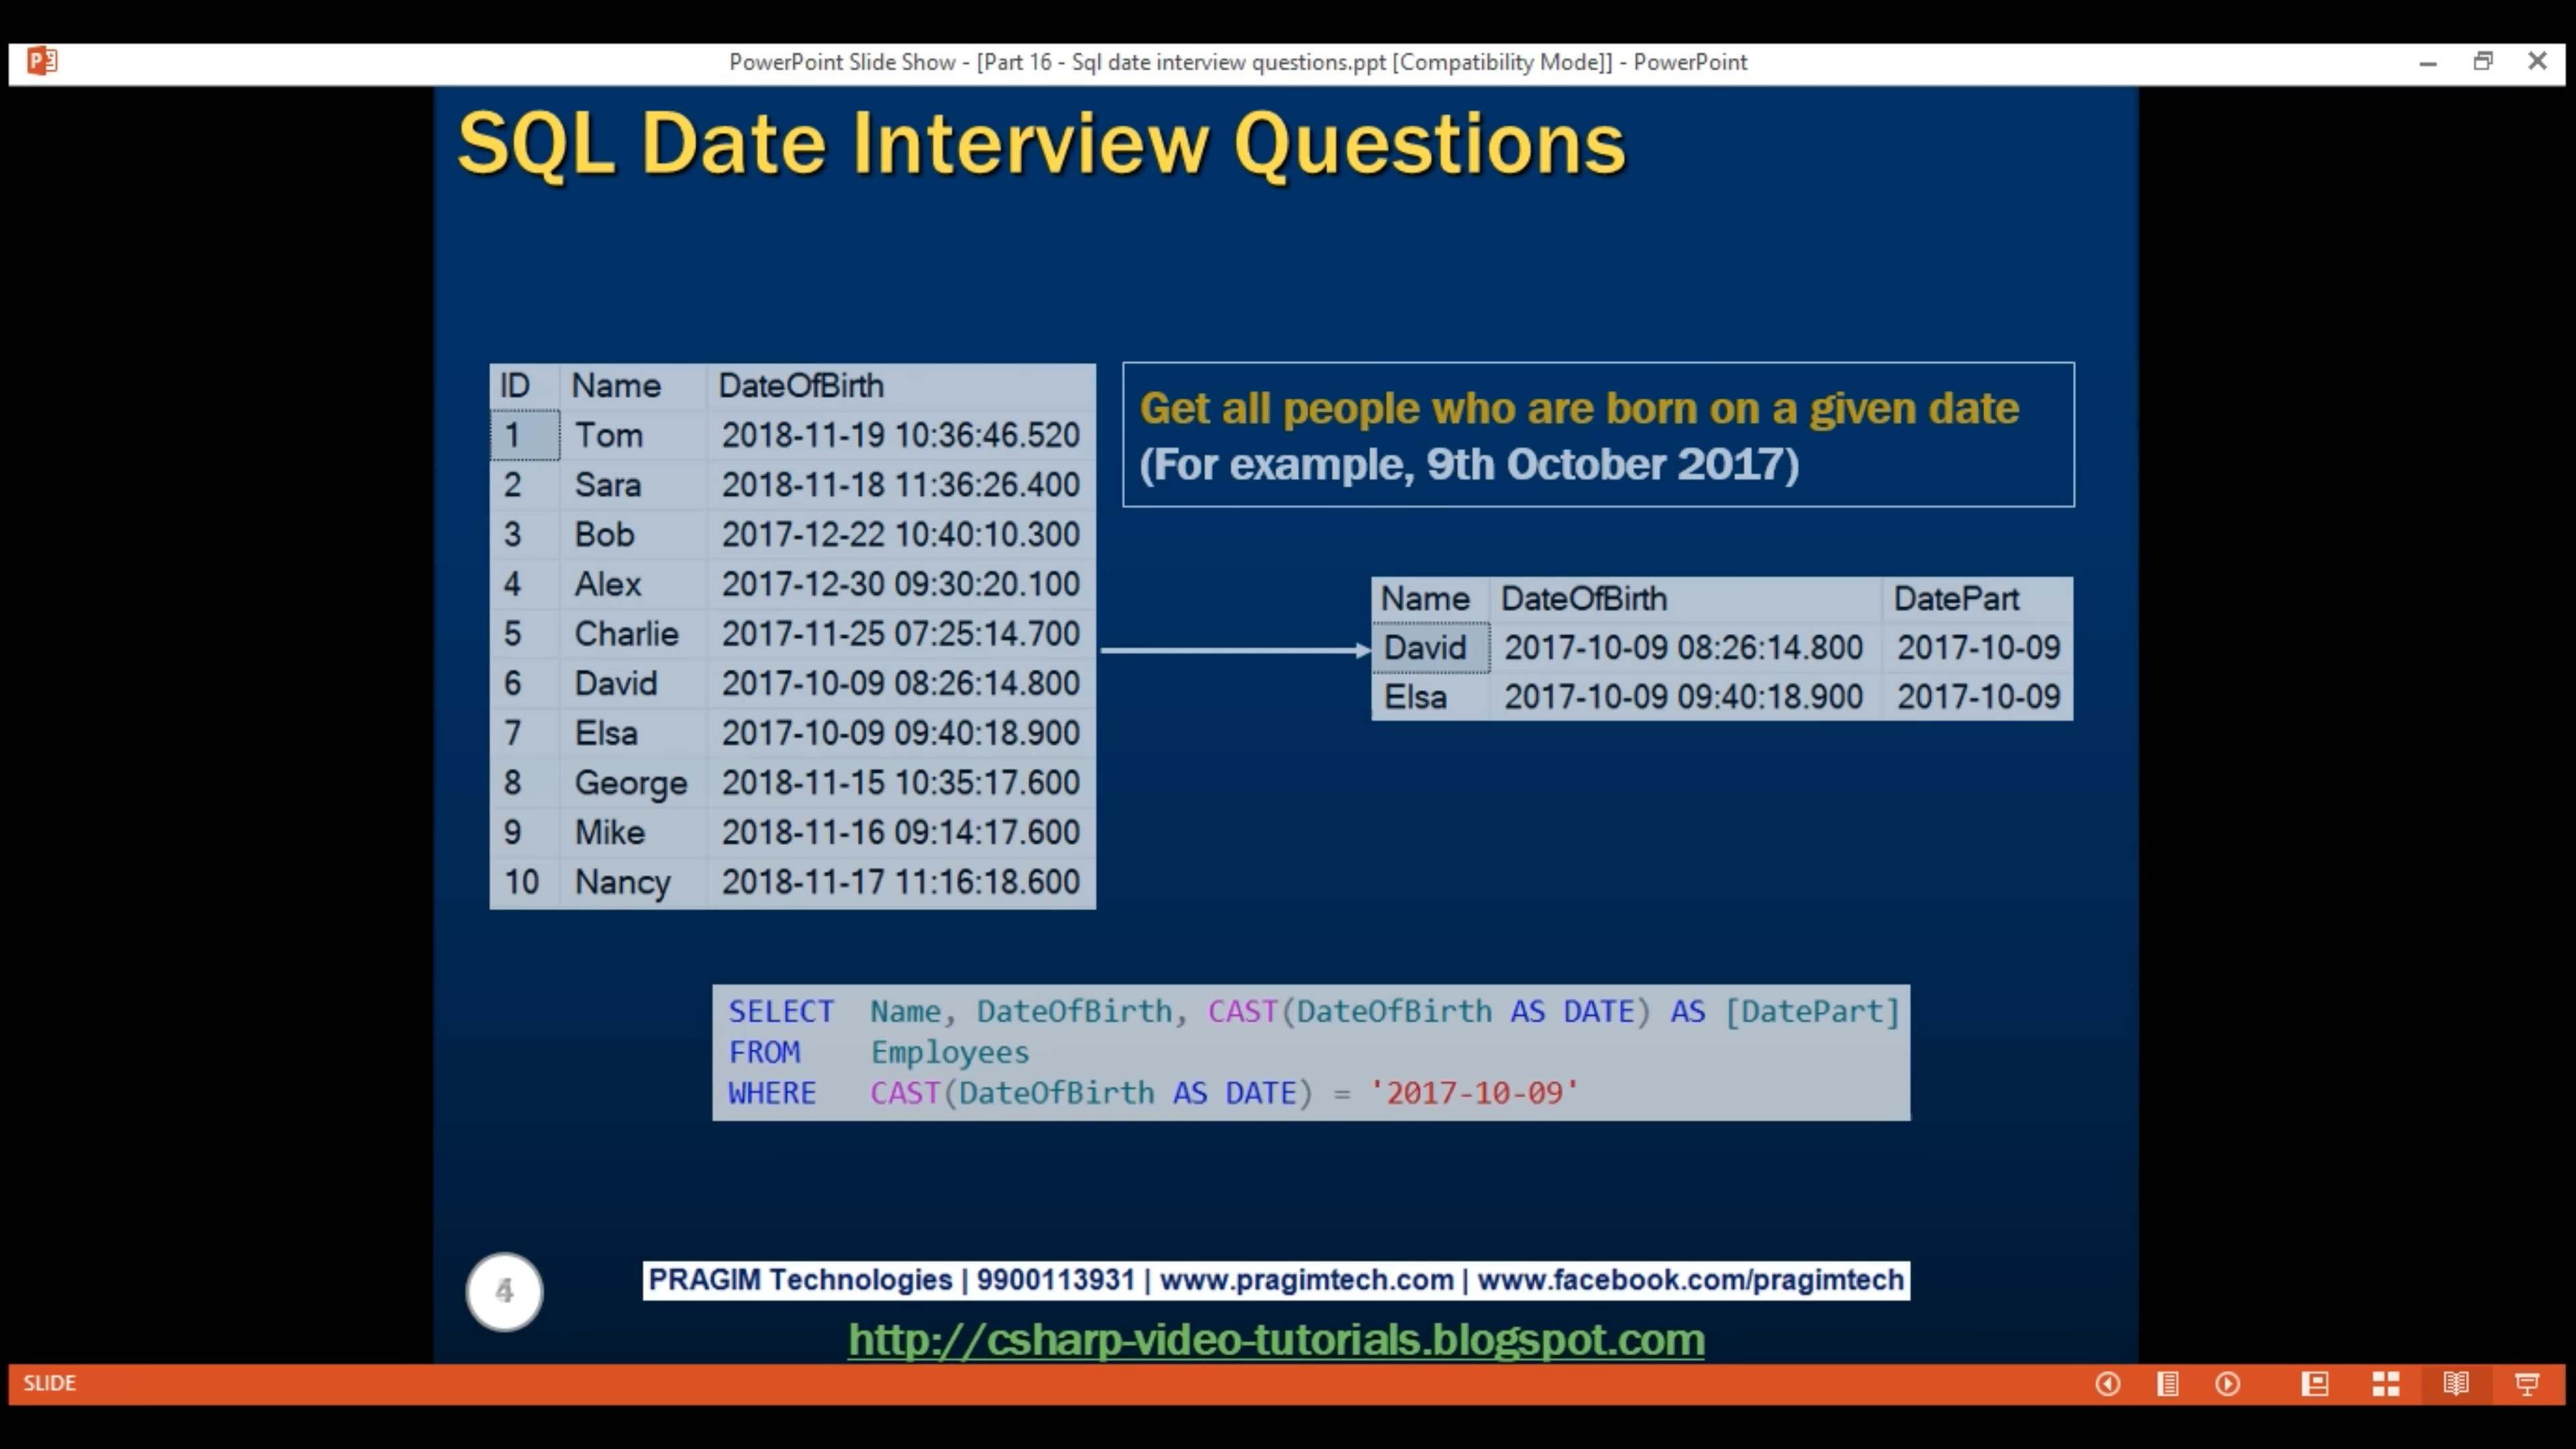 PowerPoint Slide Show - [Part 16 - Sql date interview questions.ppt [Compatibility Mode]] - PowerPoint
SQL Date Interview Questions
ID Name DateOfBirth
1 Tom 2018-11-19 10:36:46.520
2 Sara 2018-11-18 11:36:26.400
3 Bob 2017-12-22 10:40:10.300
4 Alex 2017-12-30 09:30:20.100
5 Charlie 2017-11-25 07:25:14.700
6 David 2017-10-09 08:26:14.800
7 Elsa 2017-10-09 09:40:18.900
8 George 2018-11-15 10:35:17.600
9 Mike 2018-11-16 09:14:17.600
10 Nancy 2018-11-17 11:16:18.600
Get all people who are born on a given date
(For example, 9th October 2017)
Name DateOfBirth DatePart
David 2017-10-09 08:26:14.800 2017-10-09
Elsa 2017-10-09 09:40:18.900 2017-10-09
SELECT Name, DateOfBirth, CAST(DateOfBirth AS DATE) AS [DatePart]
FROM Employees
WHERE CAST(DateOfBirth AS DATE) = '2017-10-09'
4
PRAGIM Technologies | 9900113931 | www.pragimtech.com | www.facebook.com/pragimtech
http://csharp-video-tutorials.blogspot.com
SLIDE